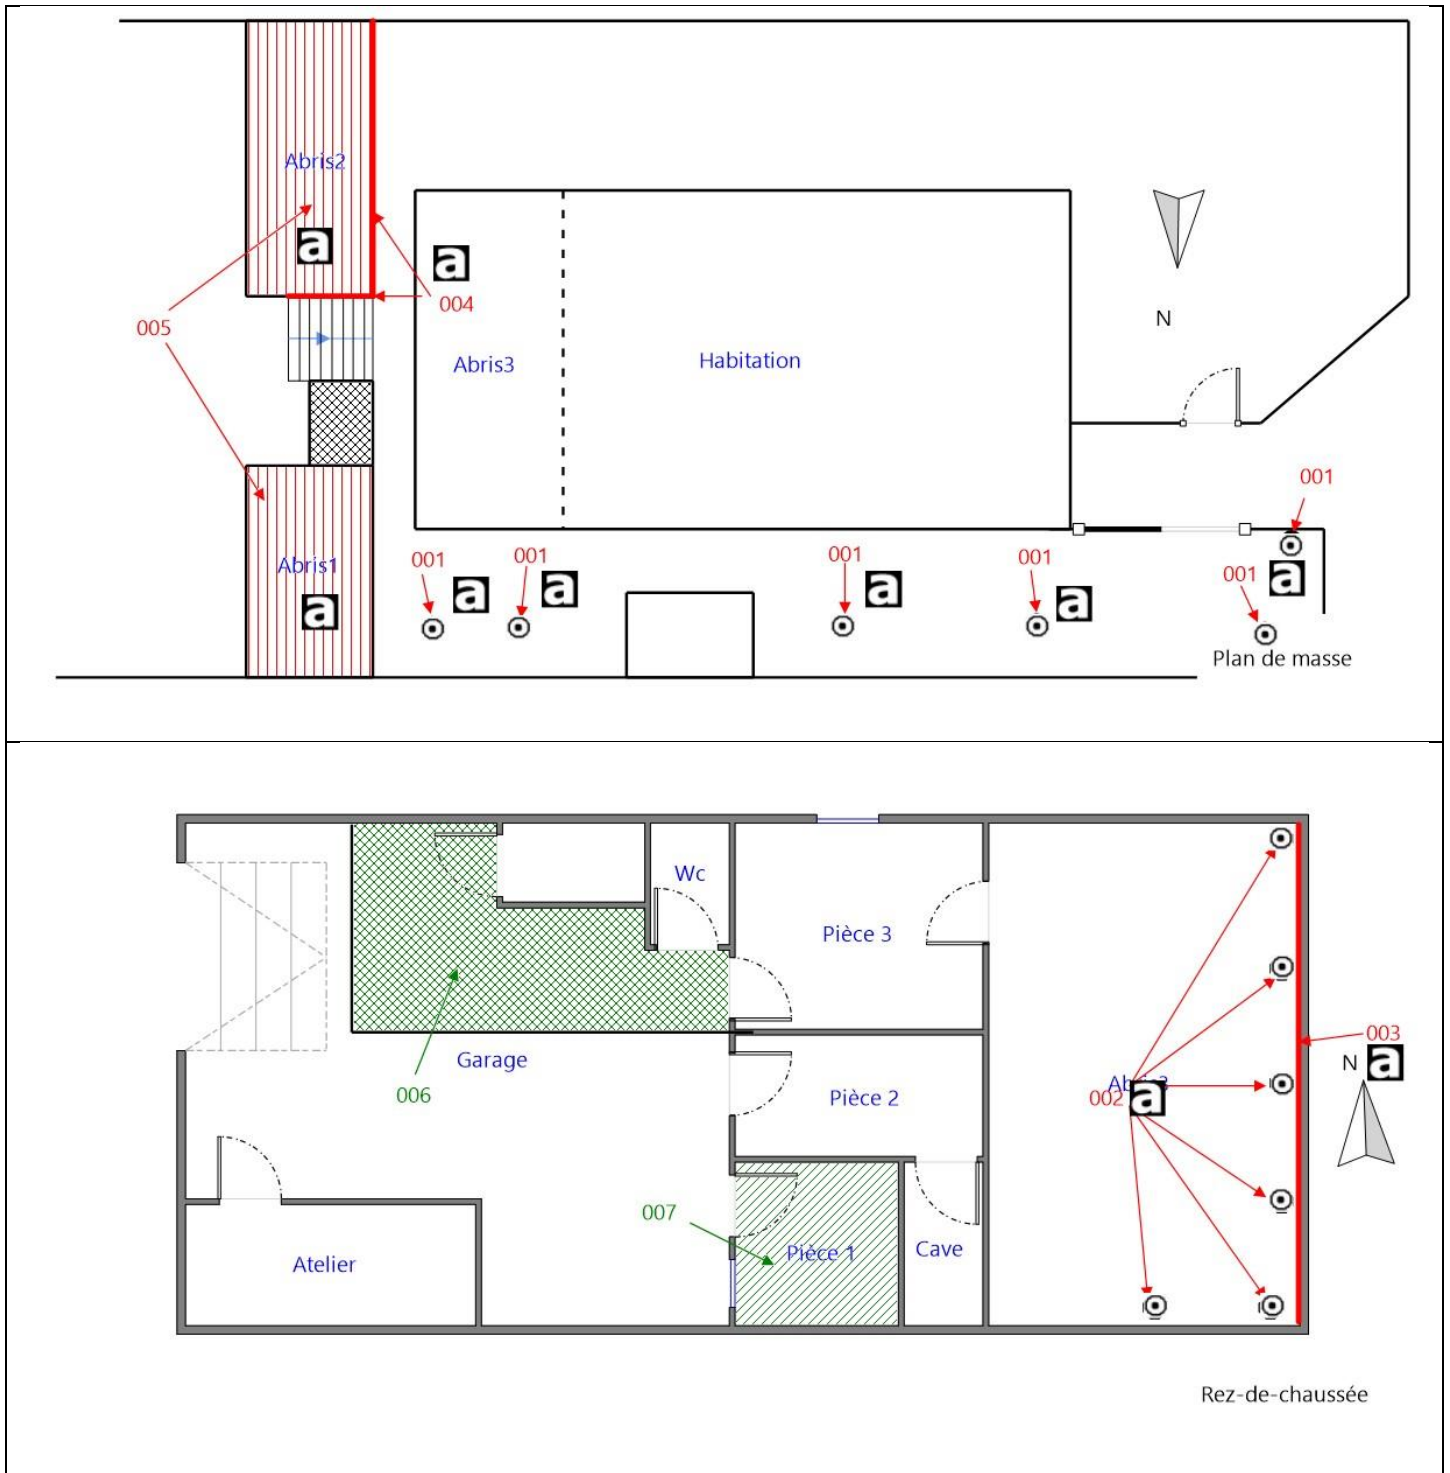 Abris2
a
a
004
005
Abris3
Habitation
N
001
001
001
001
001
Abris1
a
a
a
a
a
001
a
Plan de masse
Wc
Pièce 3
003
Garage
N
a
006
002
a
Pièce 2
007
Pièce 1
Cave
Atelier
Rez-de-chaussée